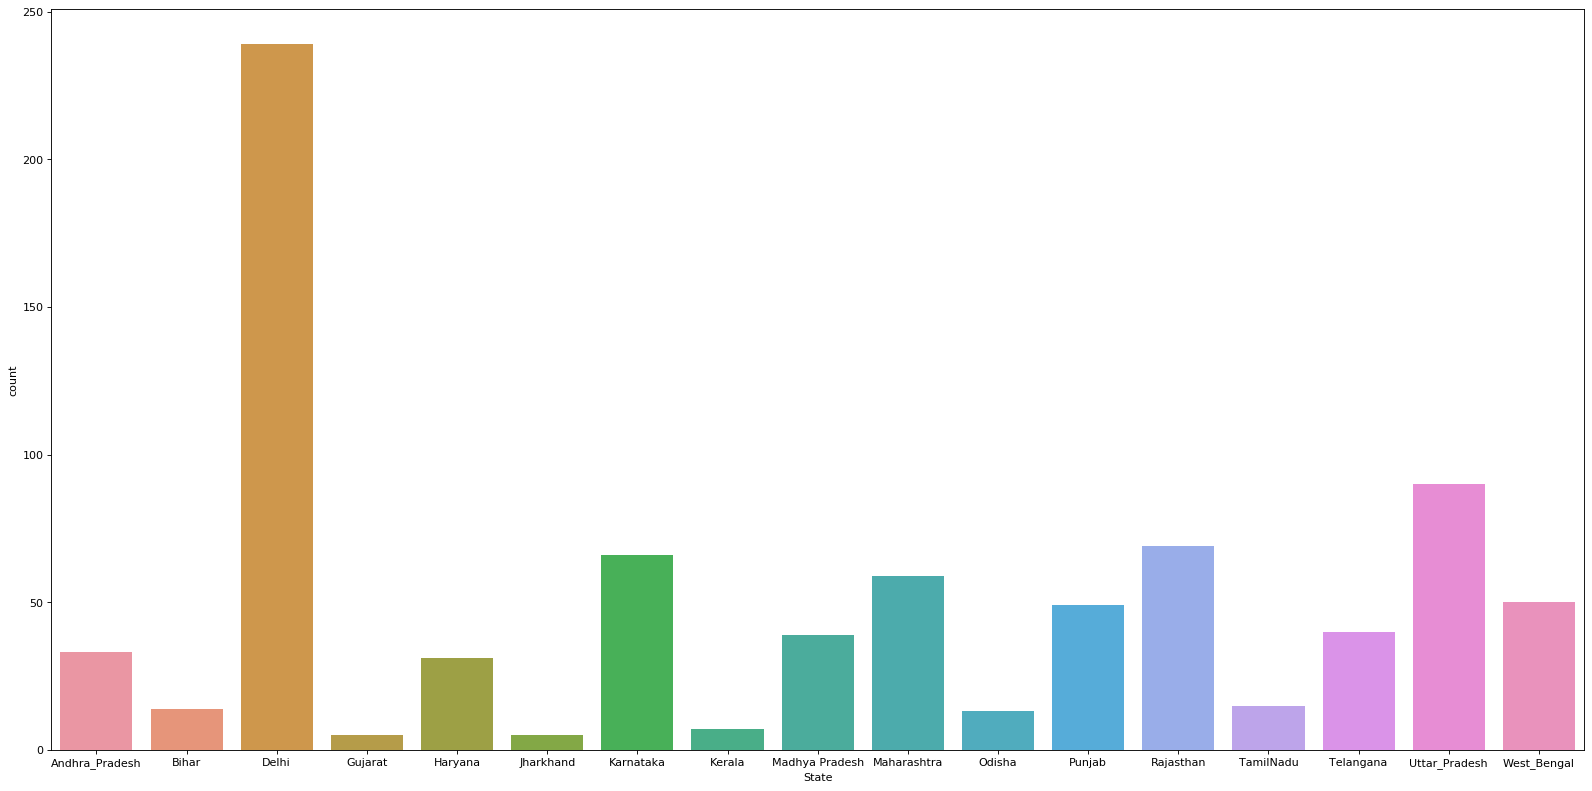 250
200
150
100
50
0
count
Andhra_Pradesh Bihar Delhi Gujarat Haryana Jharkhand Karnataka Kerala Madhya Pradesh Maharashtra Odisha Punjab Rajasthan TamilNadu Telangana Uttar_Pradesh West_Bengal
State